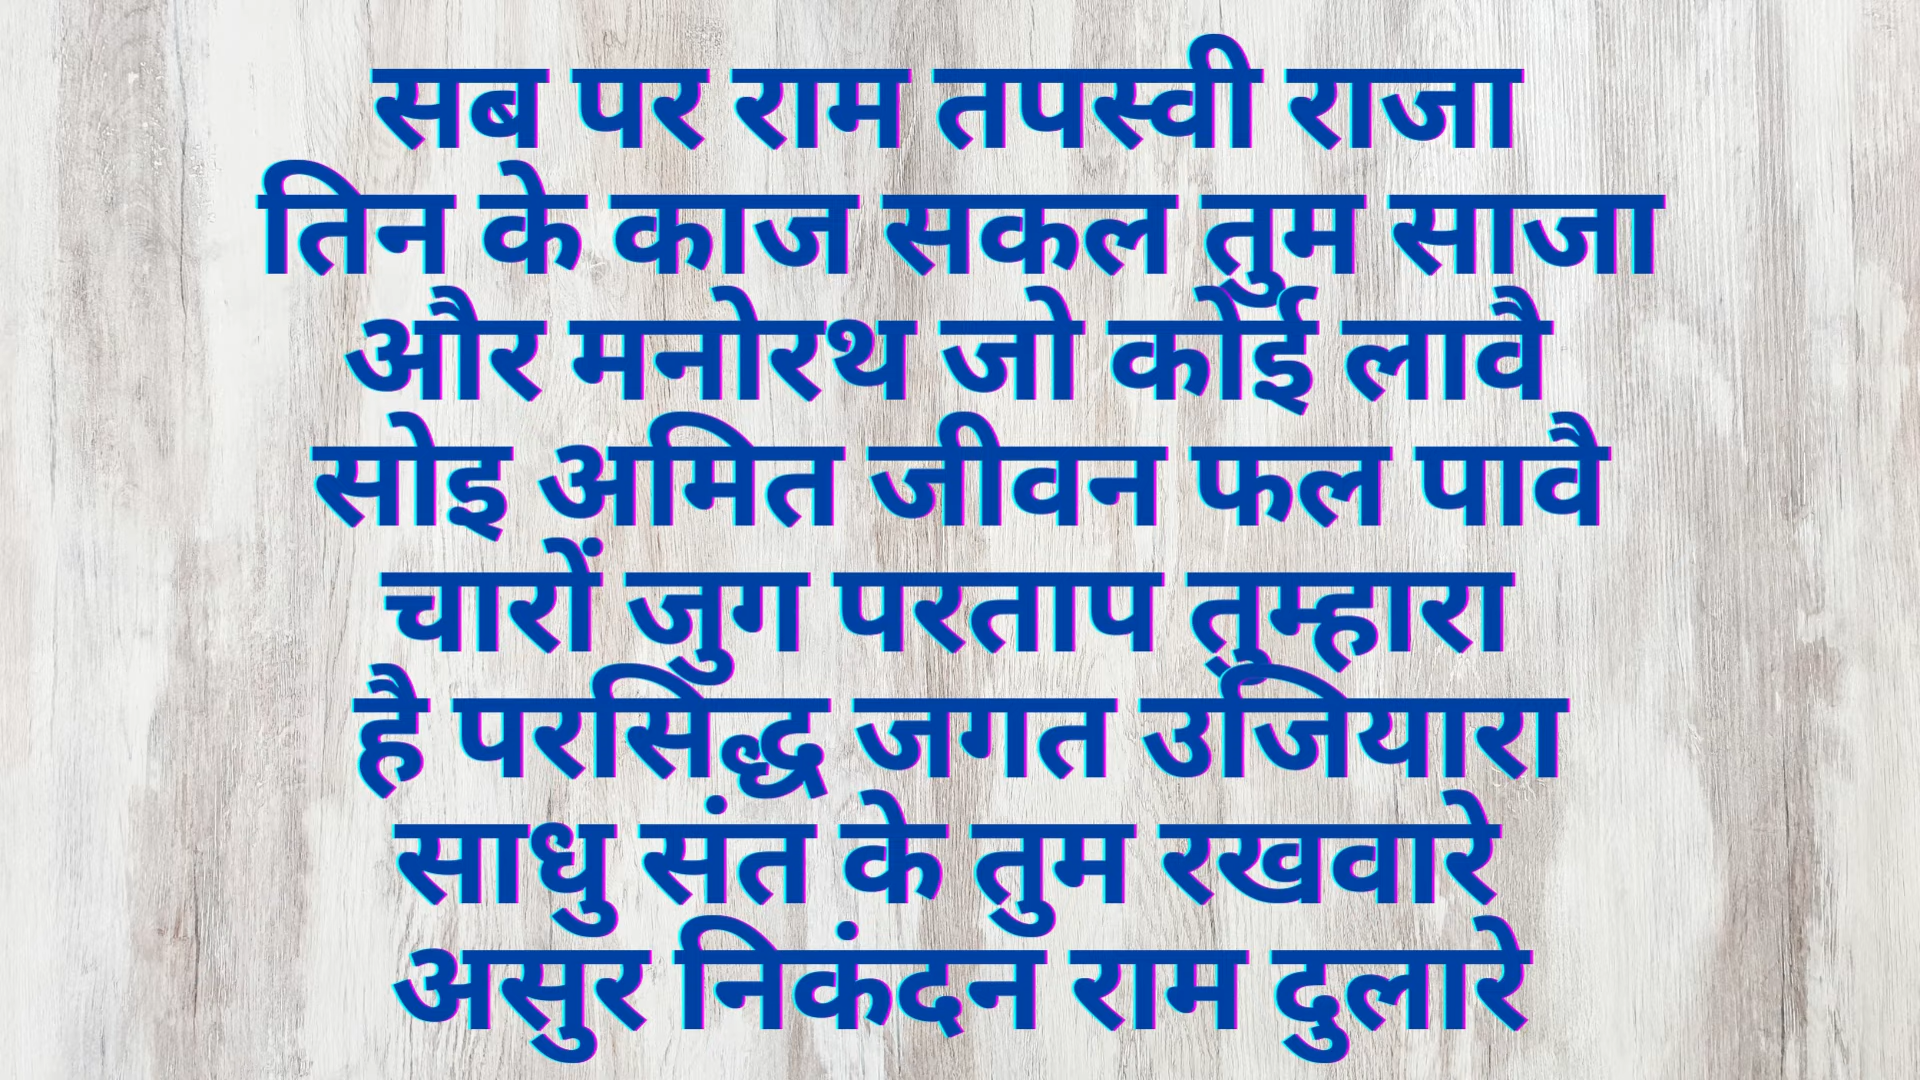 सब पर राम तपस्वी राजा
तिन के काज सकल तुम साजा
और मनोरथ जो कोई लावै
सोइ अमित जीवन फल पावै
चारों जुग परताप तुम्हारा
है परसिद्ध जगत उजियारा
साधु संत के तुम रखवारे
असुर निकंदन राम दुलारे